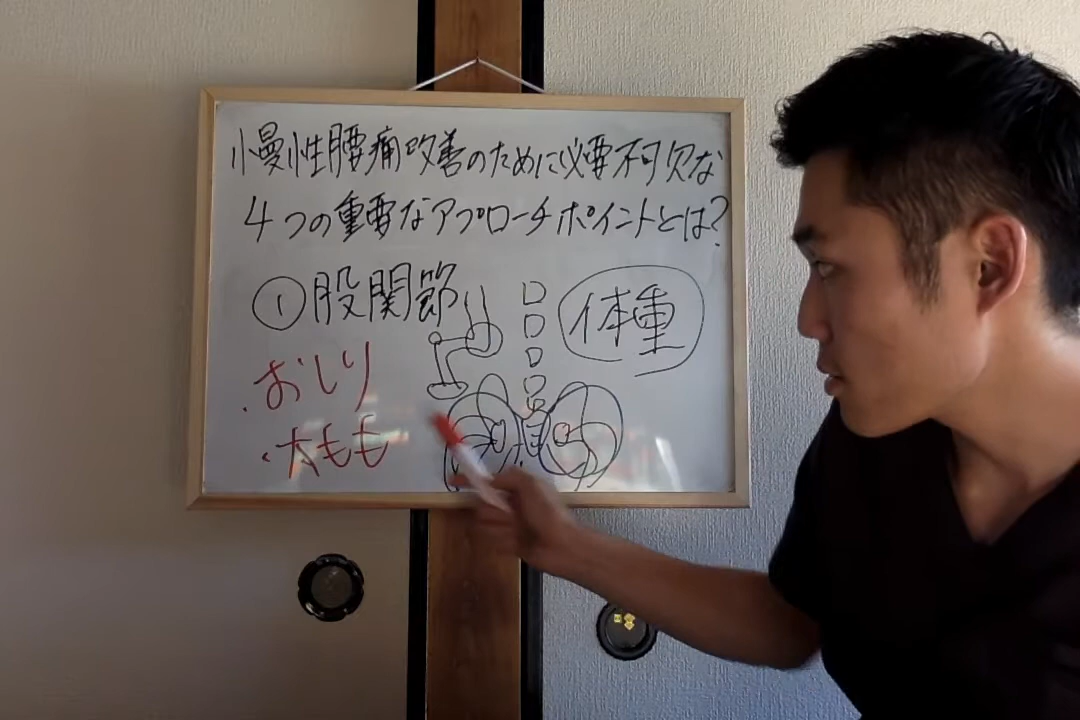 慢性腰痛改善のために必要不可欠な
4つの重要なアプローチポイントとは?
①股関節
体重
・おしり
・太もも